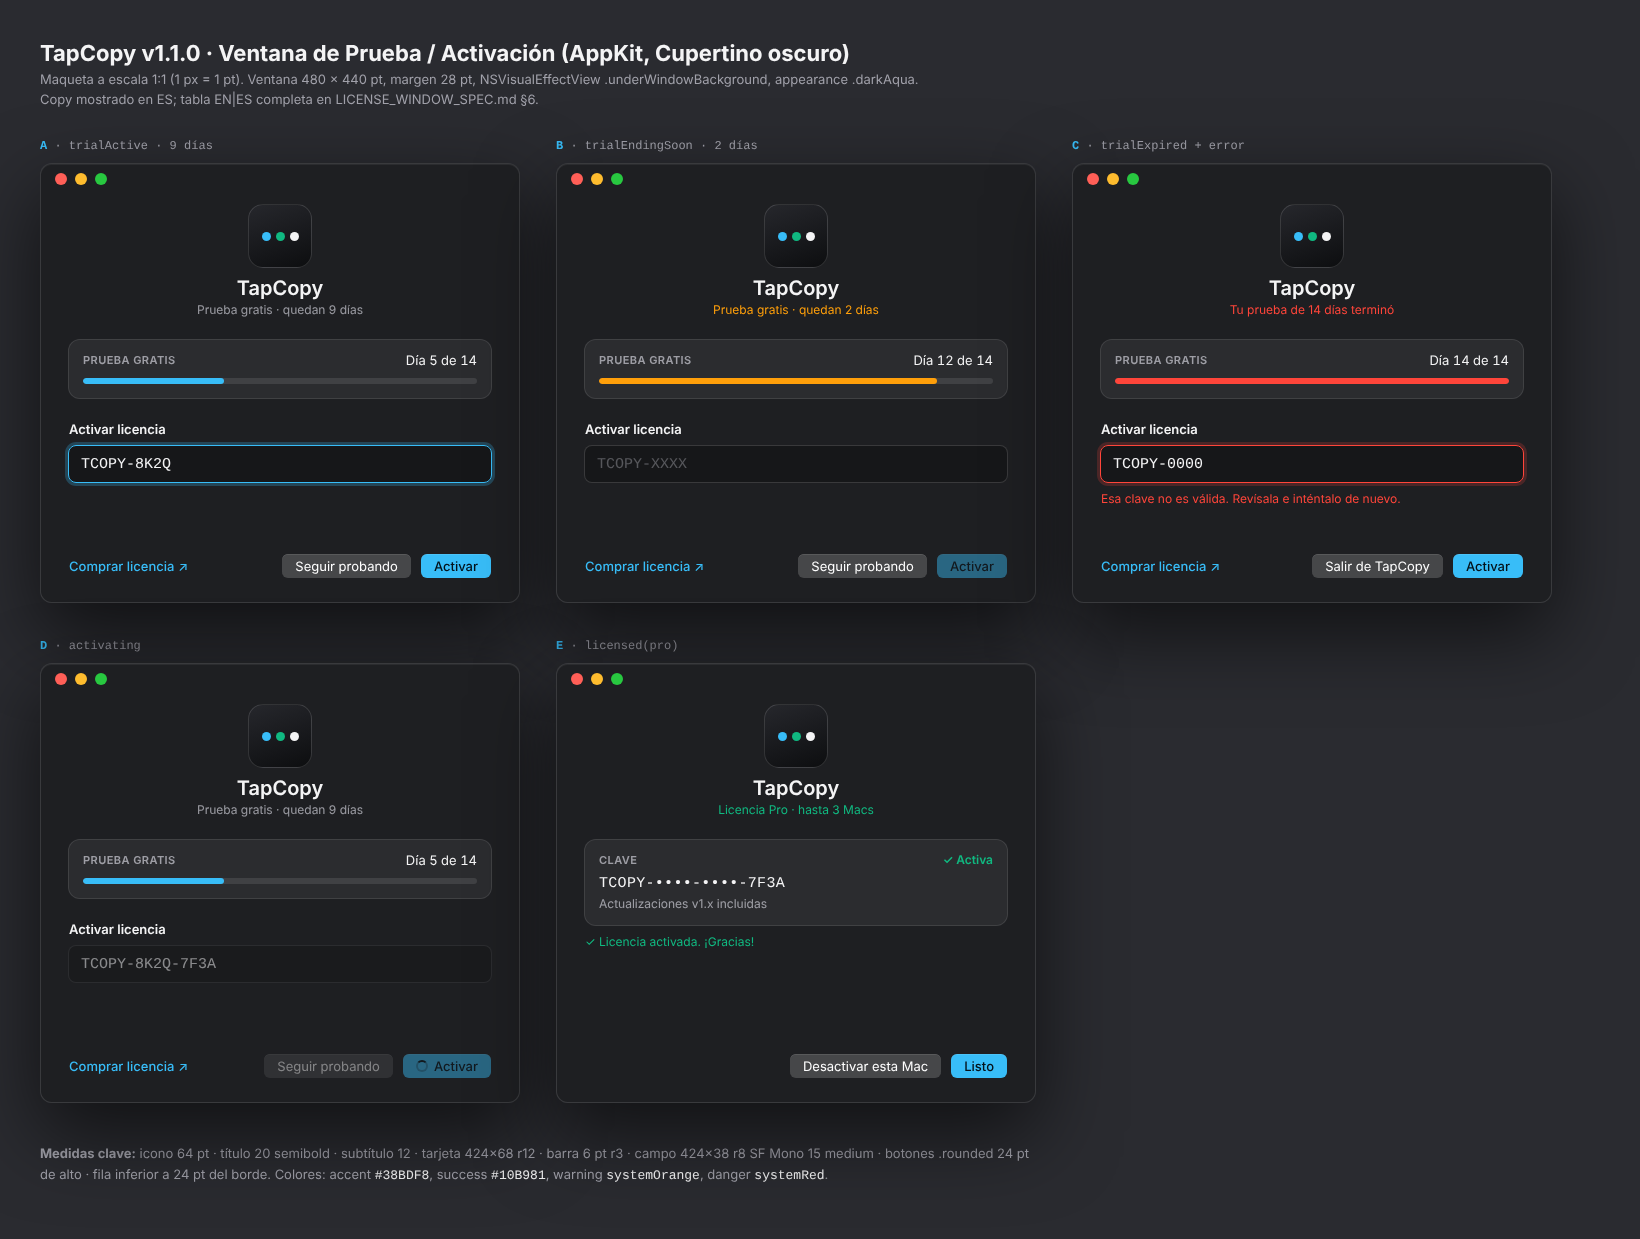 TapCopy v1.1.0 · Ventana de Prueba / Activación (AppKit, Cupertino oscuro)
Maqueta a escala 1:1 (1 px = 1 pt). Ventana 480 × 440 pt, margen 28 pt, NSVisualEffectView .underWindowBackground, appearance .darkAqua.
Copy mostrado en ES; tabla EN|ES completa en LICENSE_WINDOW_SPEC.md §6.
A · trialActive · 9 días
TapCopy
Prueba gratis · quedan 9 días
PRUEBA GRATIS Día 5 de 14
Activar licencia
TCOPY-8K2Q
Comprar licencia ↗ Seguir probando Activar
B · trialEndingSoon · 2 días
TapCopy
Prueba gratis · quedan 2 días
PRUEBA GRATIS Día 12 de 14
Activar licencia
TCOPY-XXXX
Comprar licencia ↗ Seguir probando Activar
C · trialExpired + error
TapCopy
Tu prueba de 14 días terminó
PRUEBA GRATIS Día 14 de 14
Activar licencia
TCOPY-0000
Esa clave no es válida. Revísala e inténtalo de nuevo.
Comprar licencia ↗ Salir de TapCopy Activar
D · activating
TapCopy
Prueba gratis · quedan 9 días
PRUEBA GRATIS Día 5 de 14
Activar licencia
TCOPY-8K2Q-7F3A
Comprar licencia ↗ Seguir probando Activar
E · licensed(pro)
TapCopy
Licencia Pro · hasta 3 Macs
CLAVE ✓ Activa
TCOPY-••••-••••-7F3A
Actualizaciones v1.x incluidas
✓ Licencia activada. ¡Gracias!
Desactivar esta Mac Listo
Medidas clave: icono 64 pt · título 20 semibold · subtítulo 12 · tarjeta 424×68 r12 · barra 6 pt r3 · campo 424×38 r8 SF Mono 15 medium · botones .rounded 24 pt
de alto · fila inferior a 24 pt del borde. Colores: accent #38BDF8, success #10B981, warning systemOrange, danger systemRed.